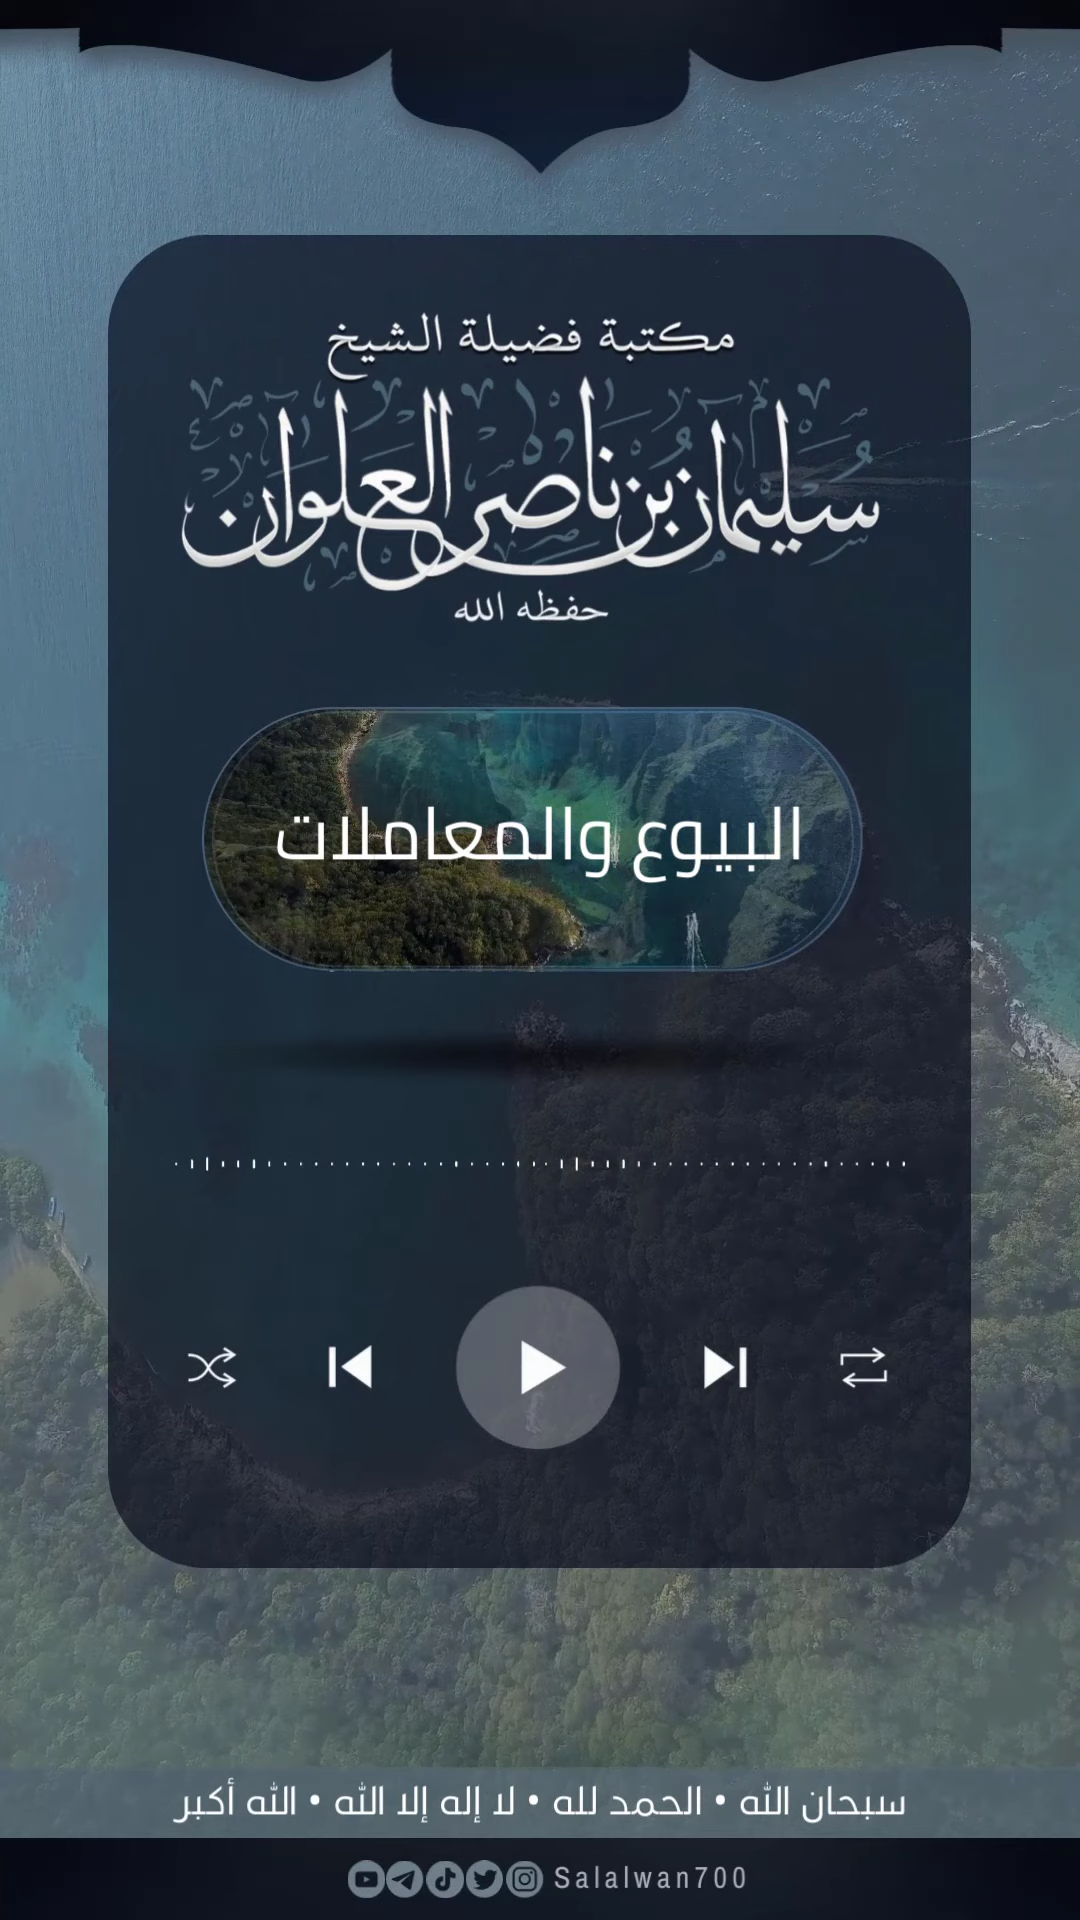 مكتبة فضيلة الشيخ
سليمان بن ناصر العلوان
حفظه الله
البيوع والمعاملات
سبحان الله • الحمد لله • لا إله إلا الله • الله أكبر
Salalwan700